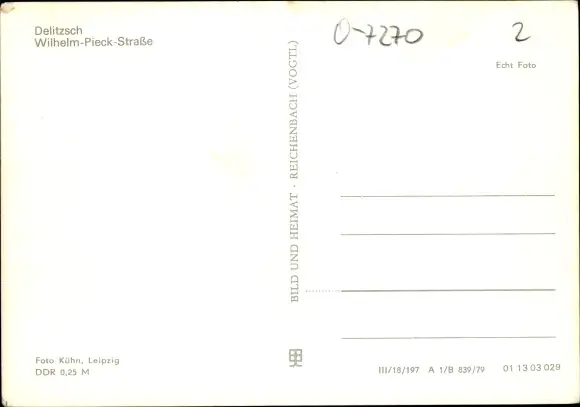 Delitzsch
Wilhelm-Pieck-Straße
O-7270 2
Echt Foto
BILD UND HEIMAT · REICHENBACH (VOGTL)
Foto Kühn, Leipzig
DDR 0,25 M
III/18/197 A 1/B 839/79 01 13 03 029